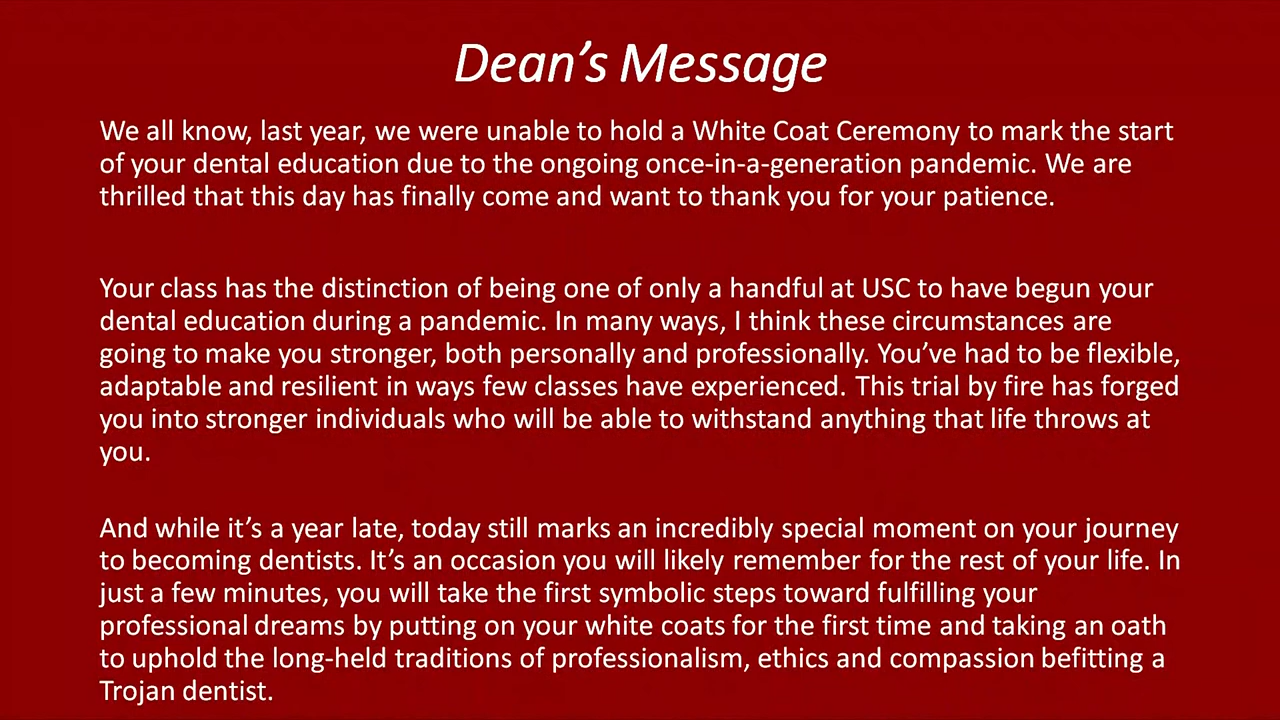 Dean’s Message
We all know, last year, we were unable to hold a White Coat Ceremony to mark the start
of your dental education due to the ongoing once-in-a-generation pandemic. We are
thrilled that this day has finally come and want to thank you for your patience.
Your class has the distinction of being one of only a handful at USC to have begun your
dental education during a pandemic. In many ways, I think these circumstances are
going to make you stronger, both personally and professionally. You’ve had to be flexible,
adaptable and resilient in ways few classes have experienced. This trial by fire has forged
you into stronger individuals who will be able to withstand anything that life throws at
you.
And while it’s a year late, today still marks an incredibly special moment on your journey
to becoming dentists. It’s an occasion you will likely remember for the rest of your life. In
just a few minutes, you will take the first symbolic steps toward fulfilling your
professional dreams by putting on your white coats for the first time and taking an oath
to uphold the long-held traditions of professionalism, ethics and compassion befitting a
Trojan dentist.